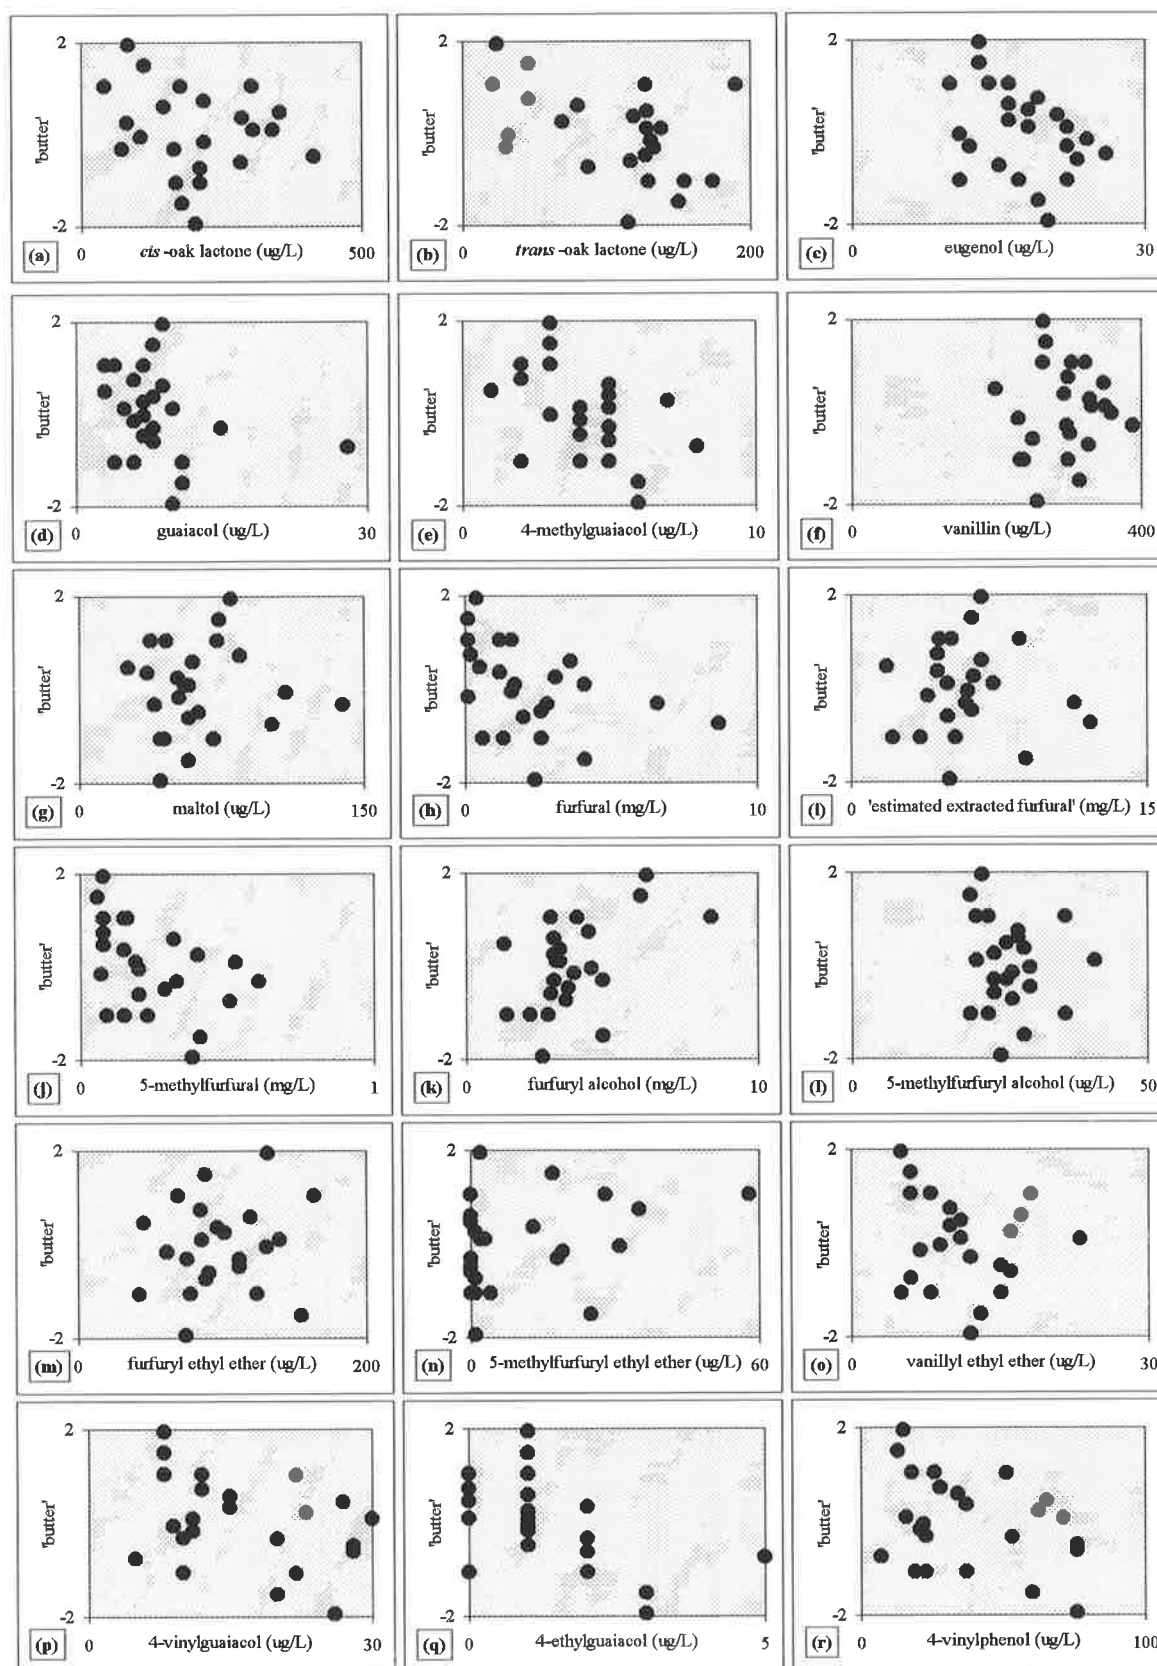 2 2 2
'butter' 'butter' 'butter'
-2 -2 -2
(a) 0 cis -oak lactone (ug/L) 500 (b) 0 trans -oak lactone (ug/L) 200 (c) 0 eugenol (ug/L) 30
2 2 2
'butter' 'butter' 'butter'
-2 -2 -2
(d) 0 guaiacol (ug/L) 30 (e) 0 4-methylguaiacol (ug/L) 10 (f) 0 vanillin (ug/L) 400
2 2 2
'butter' 'butter' 'butter'
-2 -2 -2
(g) 0 maltol (ug/L) 150 (h) 0 furfural (mg/L) 10 (i) 0 'estimated extracted furfural' (mg/L) 15
2 2 2
'butter' 'butter' 'butter'
-2 -2 -2
(j) 0 5-methylfurfural (mg/L) 1 (k) 0 furfuryl alcohol (mg/L) 10 (l) 0 5-methylfurfuryl alcohol (ug/L) 50
2 2 2
'butter' 'butter' 'butter'
-2 -2 -2
(m) 0 furfuryl ethyl ether (ug/L) 200 (n) 0 5-methylfurfuryl ethyl ether (ug/L) 60 (o) 0 vanillyl ethyl ether (ug/L) 30
2 2 2
'butter' 'butter' 'butter'
-2 -2 -2
(p) 0 4-vinylguaiacol (ug/L) 30 (q) 0 4-ethylguaiacol (ug/L) 5 (r) 0 4-vinylphenol (ug/L) 100